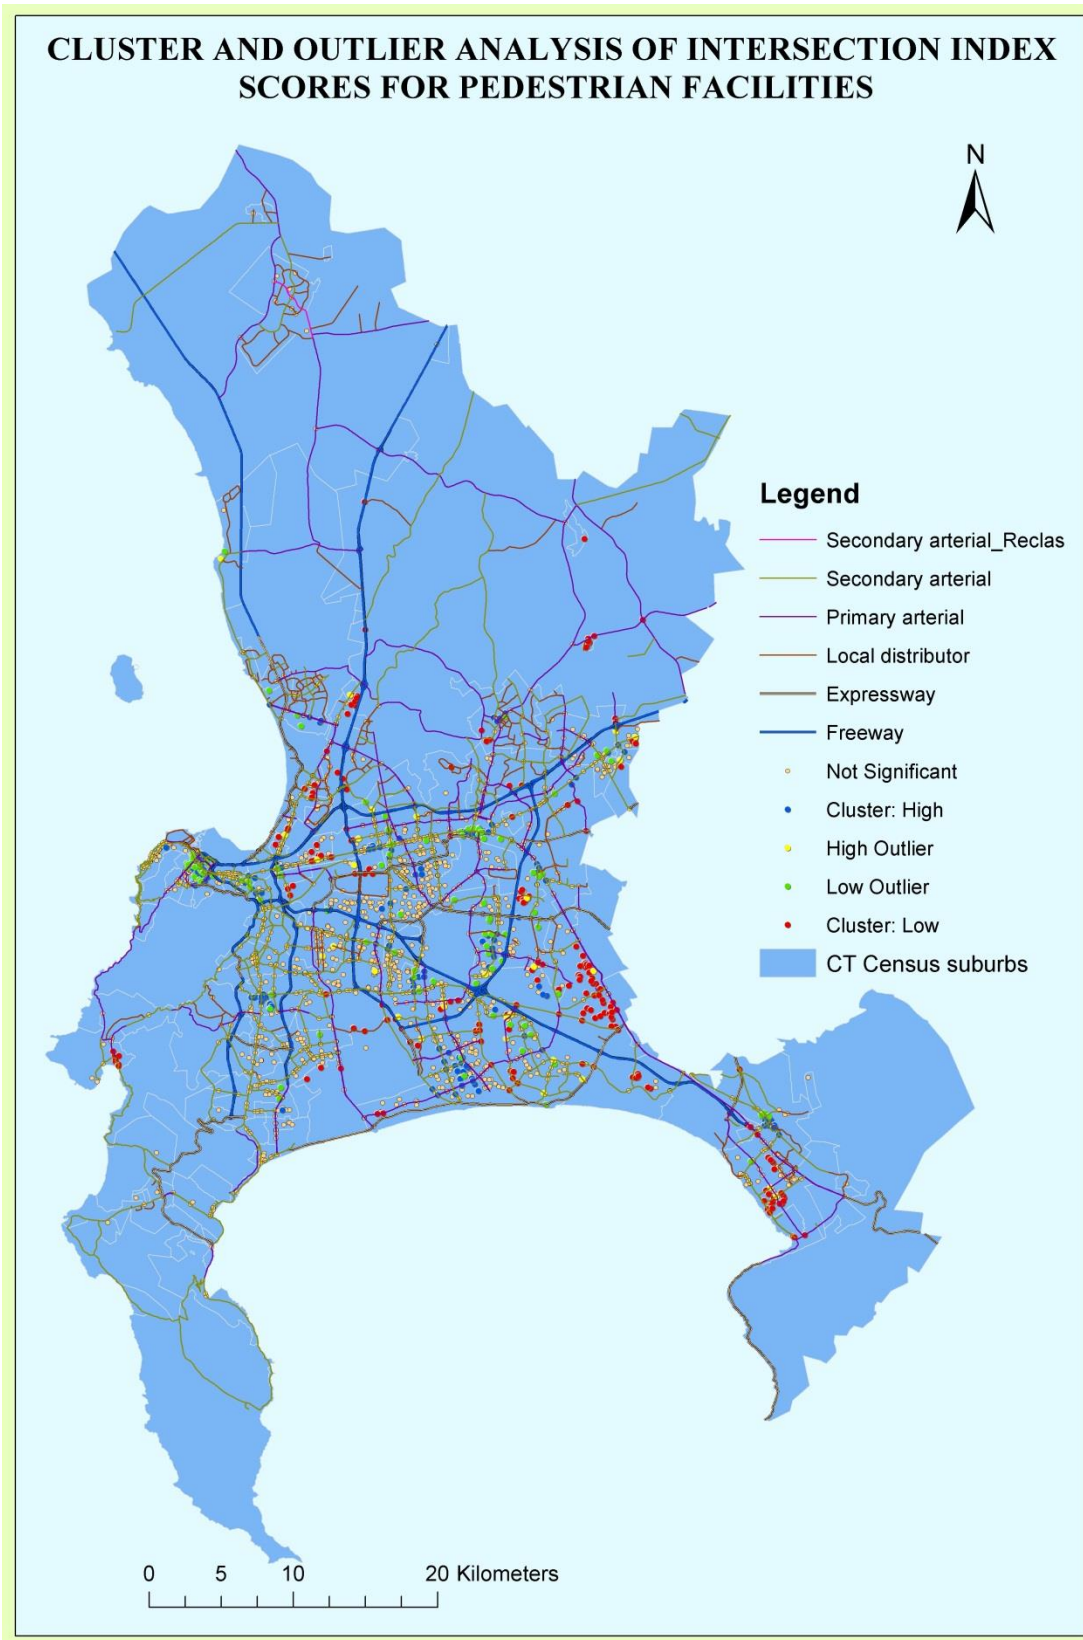 CLUSTER AND OUTLIER ANALYSIS OF INTERSECTION INDEX
SCORES FOR PEDESTRIAN FACILITIES
N
Legend
Secondary arterial_Reclas
Secondary arterial
Primary arterial
Local distributor
Expressway
Freeway
Not Significant
Cluster: High
High Outlier
Low Outlier
Cluster: Low
CT Census suburbs
0 5 10 20 Kilometers